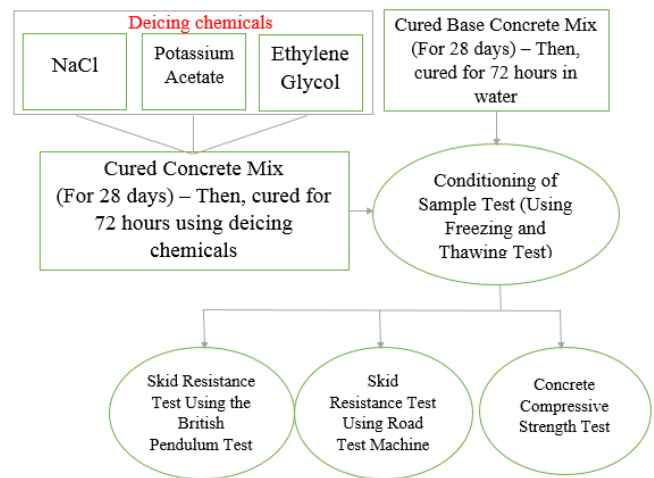 Deicing chemicals
NaCl
Potassium
Acetate
Ethylene
Glycol
Cured Base Concrete Mix
(For 28 days) – Then,
cured for 72 hours in
water
Cured Concrete Mix
(For 28 days) – Then, cured for
72 hours using deicing
chemicals
Conditioning of
Sample Test (Using
Freezing and
Thawing Test)
Skid Resistance
Test Using the
British
Pendulum Test
Skid
Resistance Test
Using Road
Test Machine
Concrete
Compressive
Strength Test